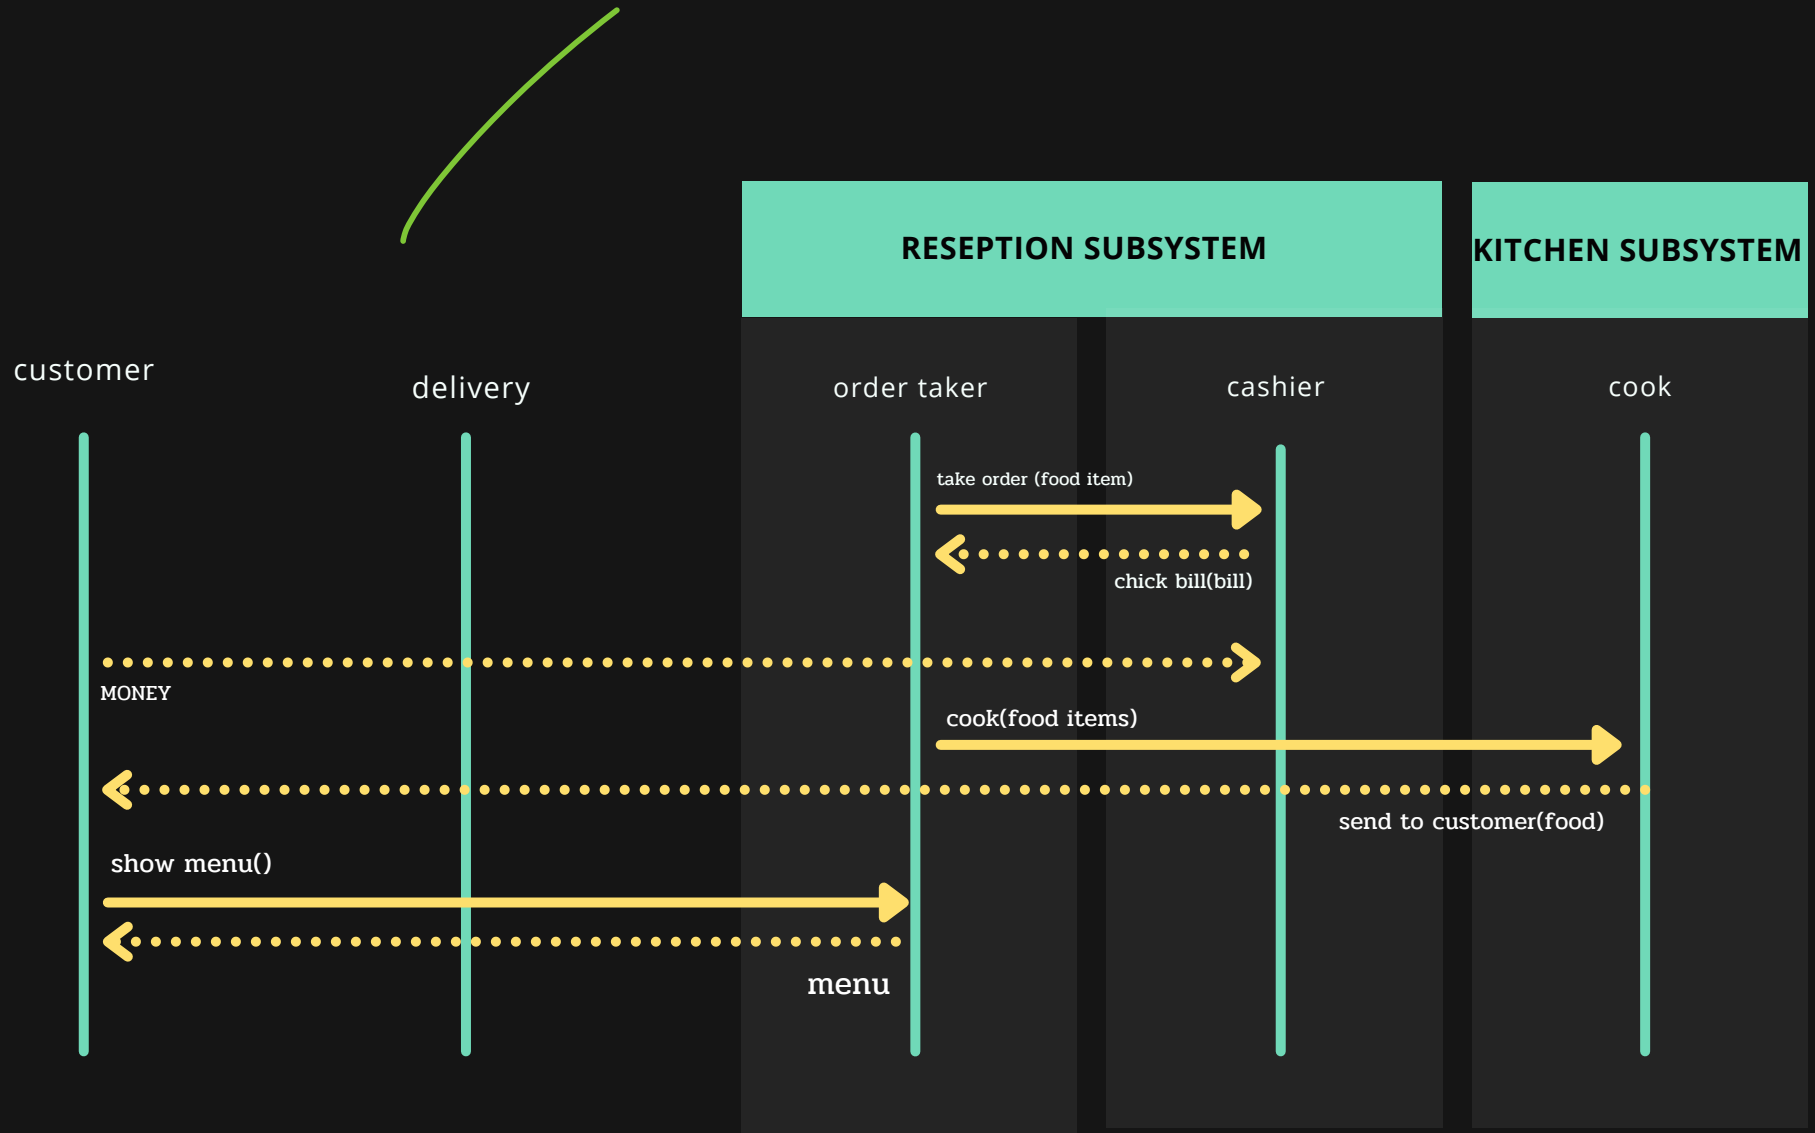 RESEPTION SUBSYSTEM
KITCHEN SUBSYSTEM
customer
delivery
order taker
cashier
cook
take order (food item)
chick bill(bill)
MONEY
cook(food items)
send to customer(food)
show menu()
menu